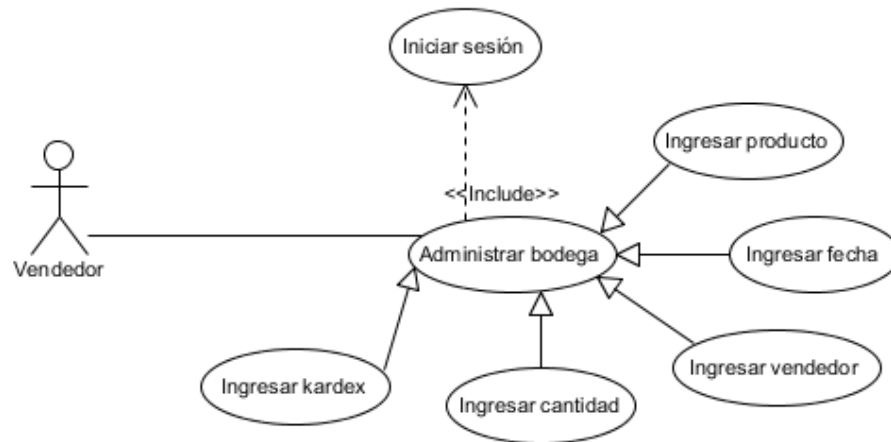 Iniciar sesión
Ingresar producto
<<Include>>
Administrar bodega
Ingresar fecha
Vendedor
Ingresar vendedor
Ingresar kardex
Ingresar cantidad